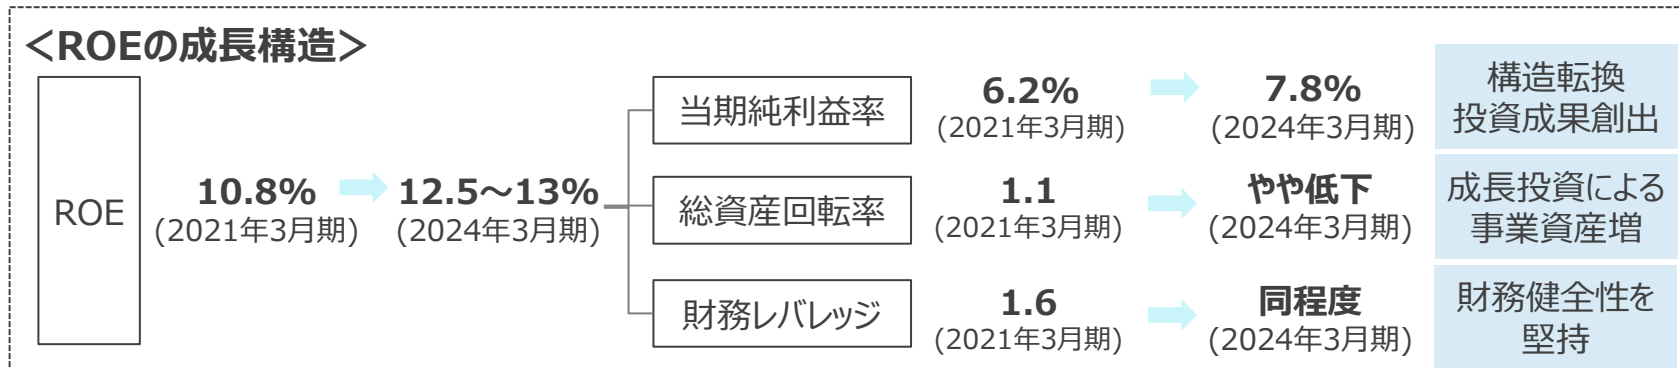 ＜ROEの成長構造＞
ROE
10.8%
(2021年3月期)
12.5～13%
(2024年3月期)
当期純利益率
6.2%
(2021年3月期)
7.8%
(2024年3月期)
構造転換
投資成果創出
総資産回転率
1.1
(2021年3月期)
やや低下
(2024年3月期)
成長投資による
事業資産増
財務レバレッジ
1.6
(2021年3月期)
同程度
(2024年3月期)
財務健全性を
堅持